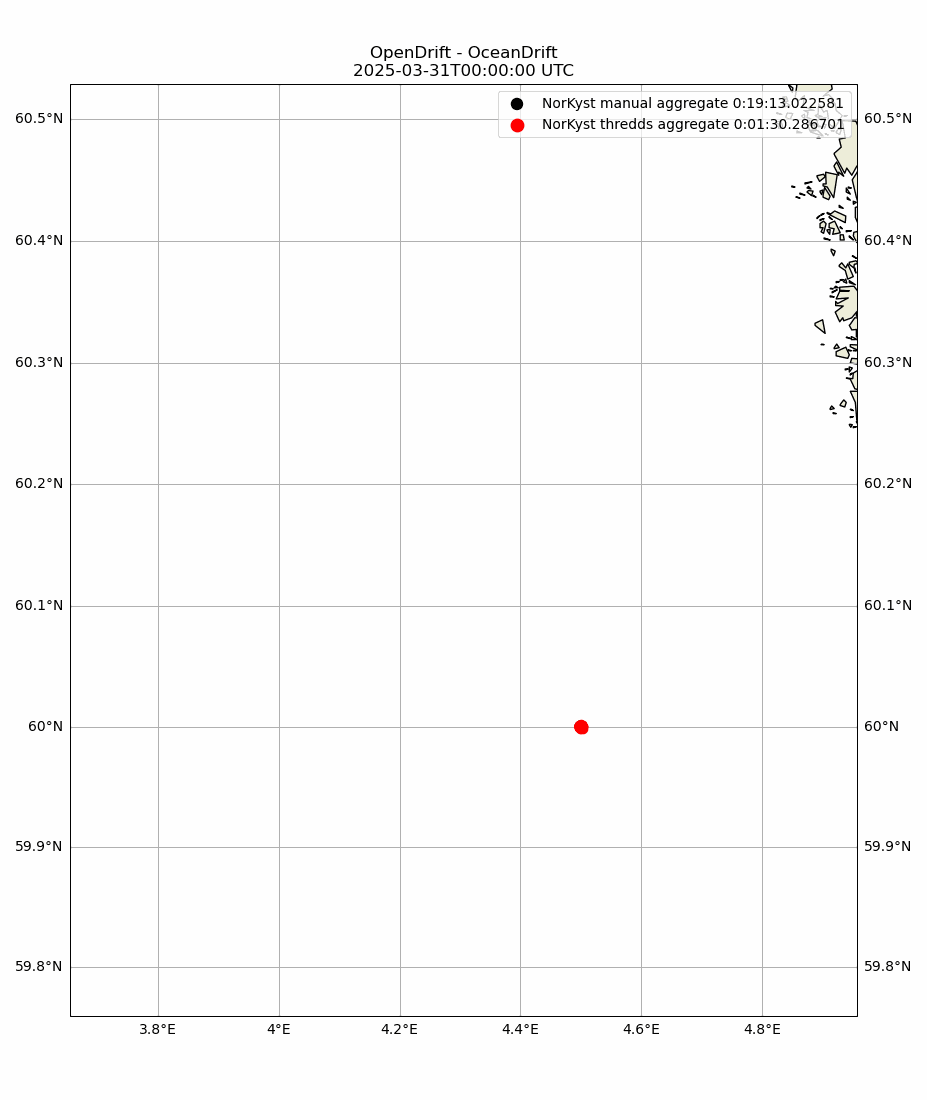 OpenDrift - OceanDrift
2025-03-31T00:00:00 UTC
NorKyst manual aggregate 0:19:13.022581
NorKyst thredds aggregate 0:01:30.286701
60.5°N 60.5°N
60.4°N 60.4°N
60.3°N 60.3°N
60.2°N 60.2°N
60.1°N 60.1°N
60°N 60°N
59.9°N 59.9°N
59.8°N 59.8°N
3.8°E 4°E 4.2°E 4.4°E 4.6°E 4.8°E